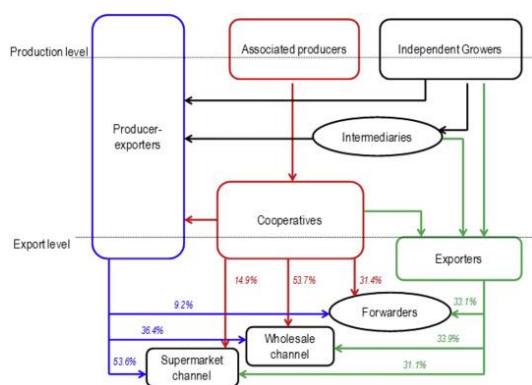 Production level
Associated producers
Independent Growers
Producer-
exporters
Intermediaries
Cooperatives
Export level
Exporters
14.9%
53.7%
31.4%
9.2%
Forwarders
33.1%
36.4%
Wholesale
channel
33.9%
53.6%
Supermarket
channel
31.1%